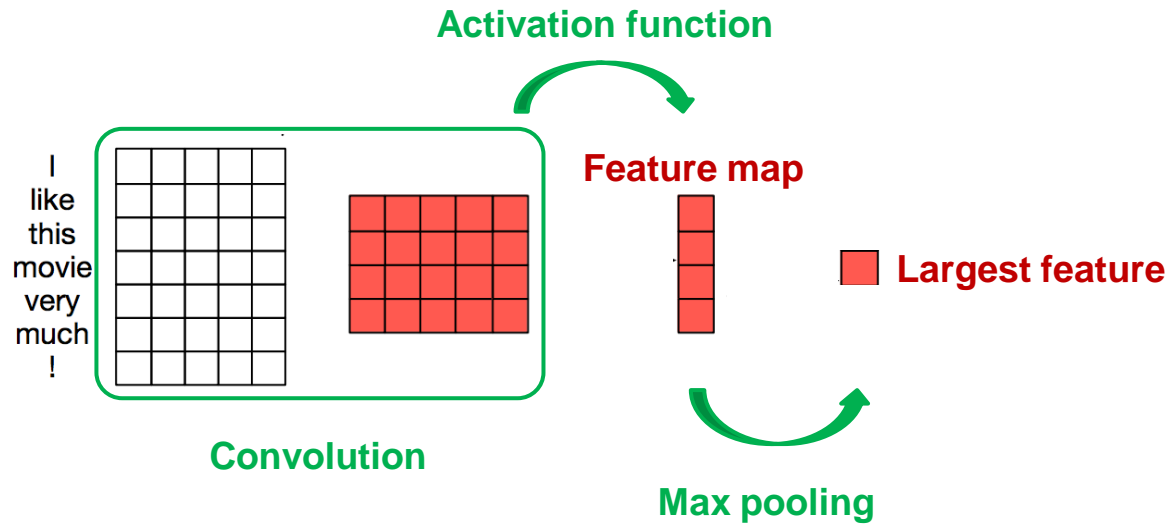 Activation function
I
like
this
movie
very
much
!
Feature map
Largest feature
Convolution
Max pooling